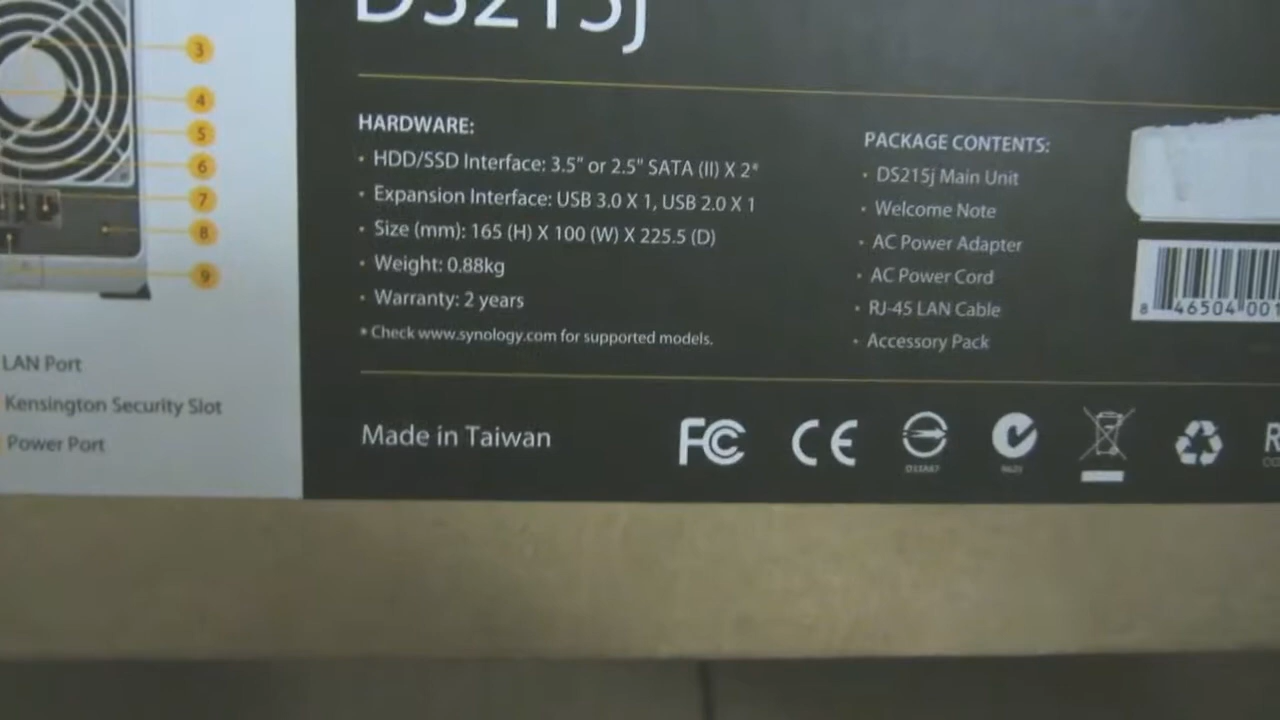 DS215j
3
4
5
6
7
8
9
HARDWARE:
• HDD/SSD Interface: 3.5" or 2.5" SATA (II) X 2*
• Expansion Interface: USB 3.0 X 1, USB 2.0 X 1
• Size (mm): 165 (H) X 100 (W) X 225.5 (D)
• Weight: 0.88kg
• Warranty: 2 years
* Check www.synology.com for supported models.
PACKAGE CONTENTS:
• DS215j Main Unit
• Welcome Note
• AC Power Adapter
• AC Power Cord
• RJ-45 LAN Cable
• Accessory Pack
8 46504 001
LAN Port
Kensington Security Slot
Power Port
Made in Taiwan
FC CE